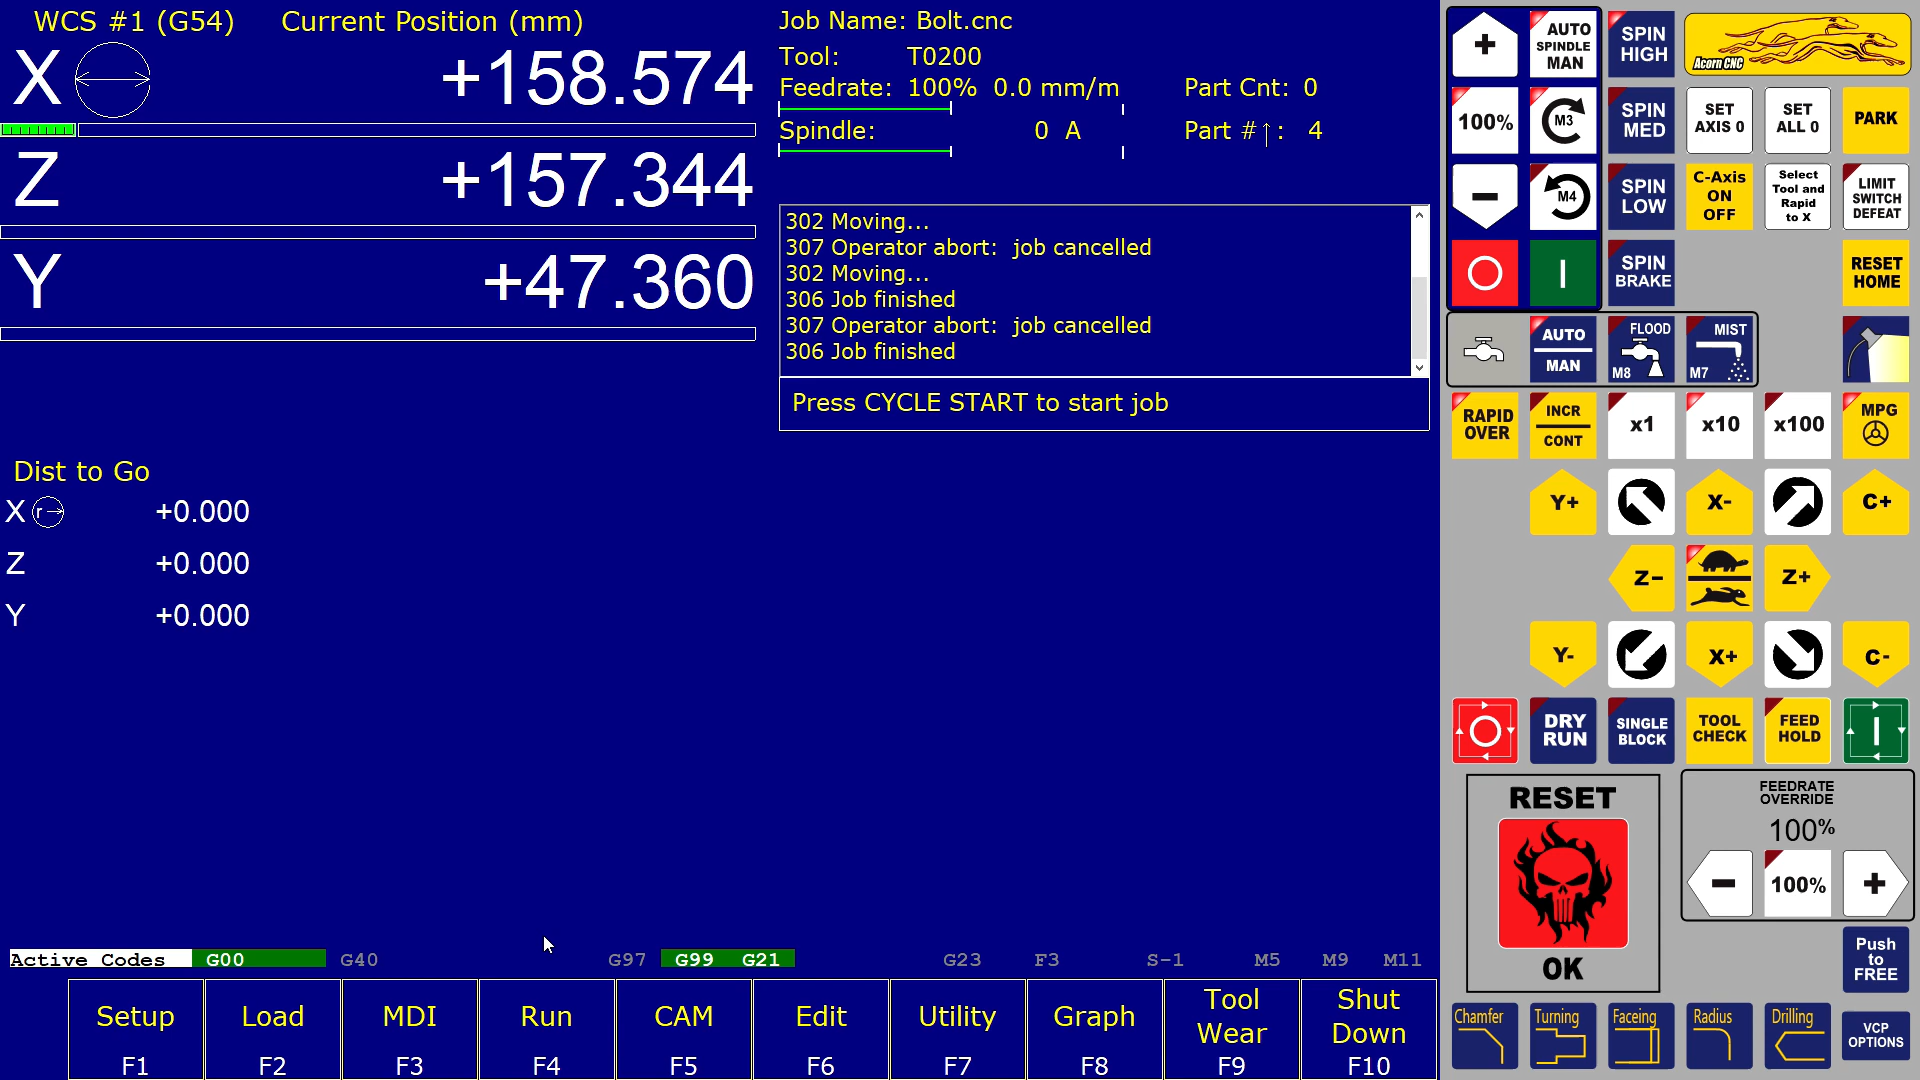 WCS #1 (G54) Current Position (mm)
X +158.574
Z +157.344
Y +47.360
Job Name: Bolt.cnc
Tool: T0200
Feedrate: 100% 0.0 mm/m Part Cnt: 0
Spindle: 0 A Part #↑: 4
302 Moving...
307 Operator abort: job cancelled
302 Moving...
306 Job finished
307 Operator abort: job cancelled
306 Job finished
Press CYCLE START to start job
Dist to Go
X r +0.000
Z +0.000
Y +0.000
Active Codes G00 G40 G97 G99 G21 G23 F3 S-1 M5 M9 M11
Setup F1
Load F2
MDI F3
Run F4
CAM F5
Edit F6
Utility F7
Graph F8
Tool Wear F9
Shut Down F10
+
AUTO SPINDLE MAN
SPIN HIGH
Acorn CNC
100%
M3
SPIN MED
SET AXIS 0
SET ALL 0
PARK
−
M4
SPIN LOW
C-Axis ON OFF
Select Tool and Rapid to X
LIMIT SWITCH DEFEAT
SPIN BRAKE
RESET HOME
AUTO MAN
FLOOD M8
MIST M7
RAPID OVER
INCR CONT
x1
x10
x100
MPG
Y+
X-
C+
Z−
Z+
Y-
X+
C-
DRY RUN
SINGLE BLOCK
TOOL CHECK
FEED HOLD
RESET
OK
FEEDRATE OVERRIDE
100%
−
100%
+
Push to FREE
Chamfer
Turning
Faceing
Radius
Drilling
VCP OPTIONS